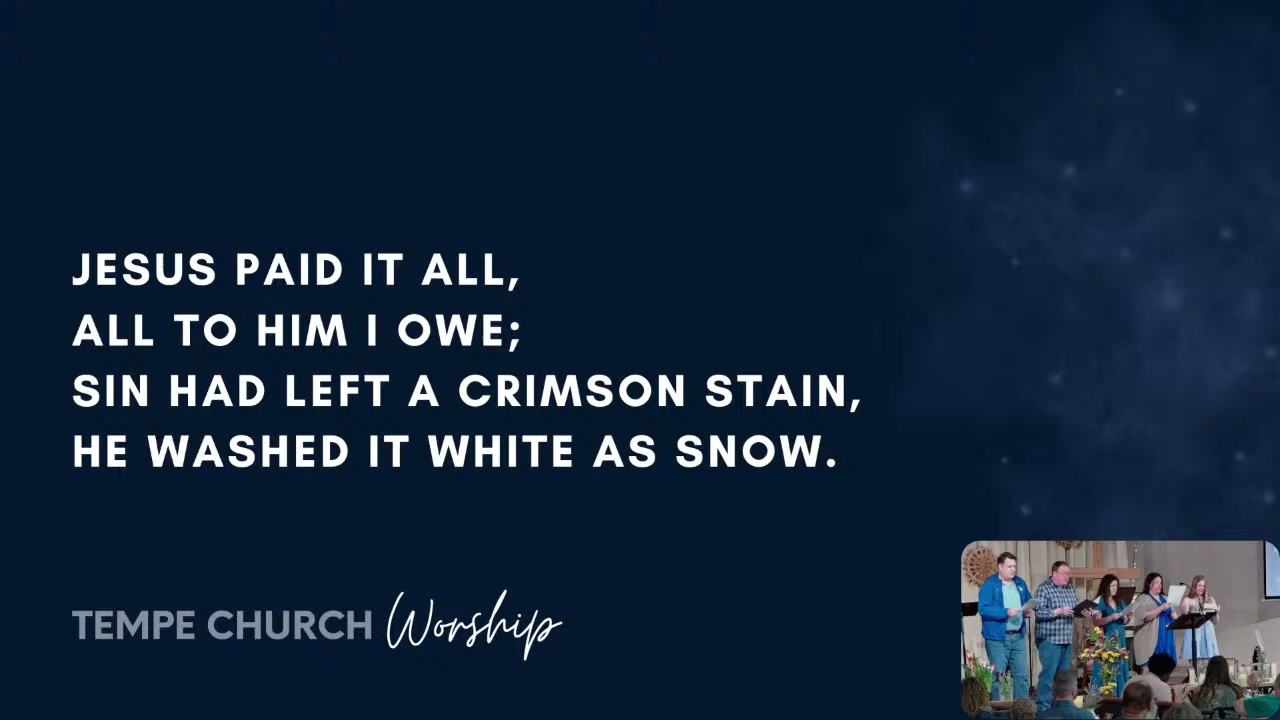 JESUS PAID IT ALL,
ALL TO HIM I OWE;
SIN HAD LEFT A CRIMSON STAIN,
HE WASHED IT WHITE AS SNOW.
TEMPE CHURCH Worship